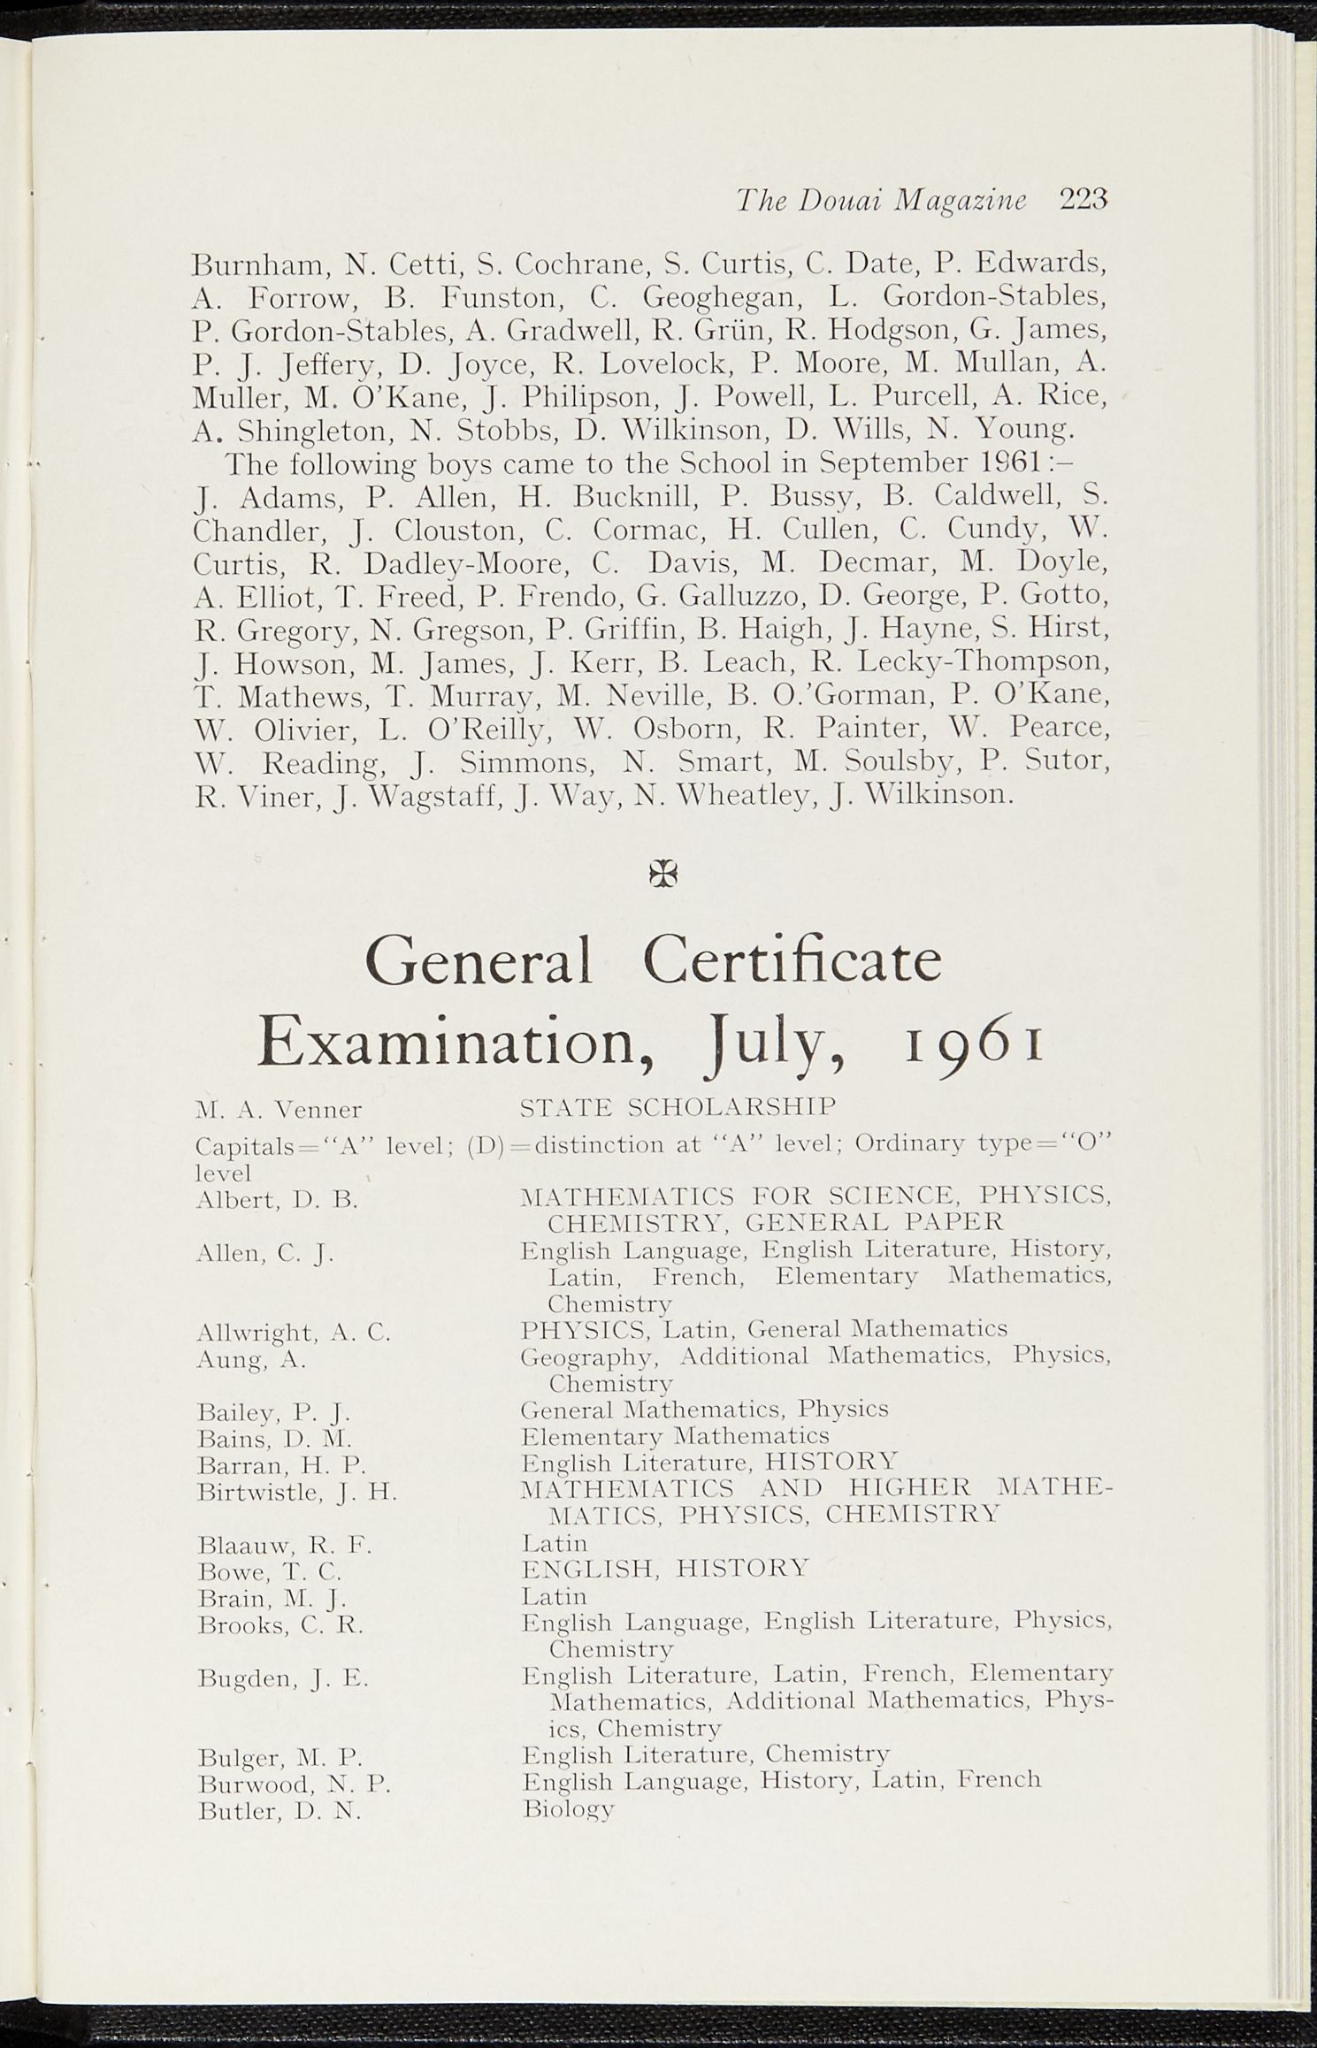 The Douai Magazine 223
Burnham, N. Cetti, S. Cochrane, S. Curtis, C. Date, P. Edwards,
A. Forrow, B. Funston, C. Geoghegan, L. Gordon-Stables,
P. Gordon-Stables, A. Gradwell, R. Grün, R. Hodgson, G. James,
P. J. Jeffery, D. Joyce, R. Lovelock, P. Moore, M. Mullan, A.
Muller, M. O'Kane, J. Philipson, J. Powell, L. Purcell, A. Rice,
A. Shingleton, N. Stobbs, D. Wilkinson, D. Wills, N. Young.
The following boys came to the School in September 1961 :–
J. Adams, P. Allen, H. Bucknill, P. Bussy, B. Caldwell, S.
Chandler, J. Clouston, C. Cormac, H. Cullen, C. Cundy, W.
Curtis, R. Dadley-Moore, C. Davis, M. Decmar, M. Doyle,
A. Elliot, T. Freed, P. Frendo, G. Galluzzo, D. George, P. Gotto,
R. Gregory, N. Gregson, P. Griffin, B. Haigh, J. Hayne, S. Hirst,
J. Howson, M. James, J. Kerr, B. Leach, R. Lecky-Thompson,
T. Mathews, T. Murray, M. Neville, B. O.'Gorman, P. O'Kane,
W. Olivier, L. O'Reilly, W. Osborn, R. Painter, W. Pearce,
W. Reading, J. Simmons, N. Smart, M. Soulsby, P. Sutor,
R. Viner, J. Wagstaff, J. Way, N. Wheatley, J. Wilkinson.
General Certificate
Examination, July, 1961
M. A. Venner STATE SCHOLARSHIP
Capitals="A" level; (D)=distinction at "A" level; Ordinary type="O"
level
Albert, D. B. MATHEMATICS FOR SCIENCE, PHYSICS,
CHEMISTRY, GENERAL PAPER
Allen, C. J. English Language, English Literature, History,
Latin, French, Elementary Mathematics,
Chemistry
Allwright, A. C. PHYSICS, Latin, General Mathematics
Aung, A. Geography, Additional Mathematics, Physics,
Chemistry
Bailey, P. J. General Mathematics, Physics
Bains, D. M. Elementary Mathematics
Barran, H. P. English Literature, HISTORY
Birtwistle, J. H. MATHEMATICS AND HIGHER MATHE-
MATICS, PHYSICS, CHEMISTRY
Blaauw, R. F. Latin
Bowe, T. C. ENGLISH, HISTORY
Brain, M. J. Latin
Brooks, C. R. English Language, English Literature, Physics,
Chemistry
Bugden, J. E. English Literature, Latin, French, Elementary
Mathematics, Additional Mathematics, Phys-
ics, Chemistry
Bulger, M. P. English Literature, Chemistry
Burwood, N. P. English Language, History, Latin, French
Butler, D. N. Biology